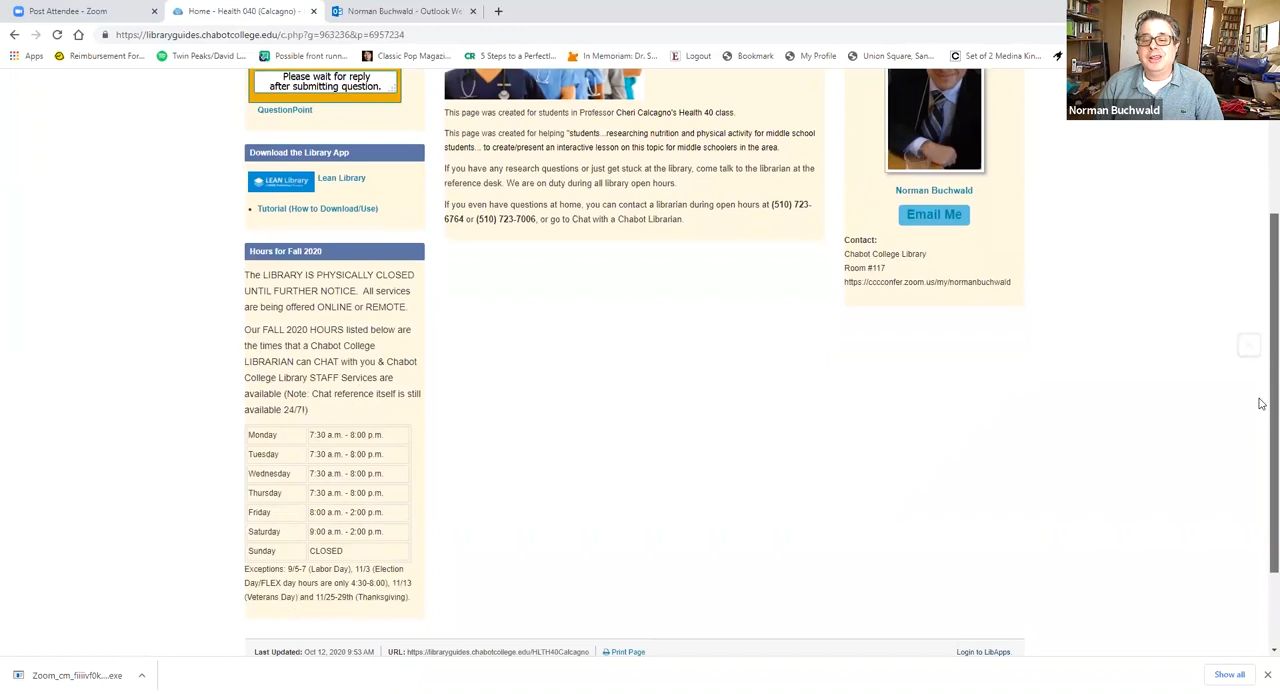 Post Attendee - Zoom
Home - Health 040 (Calcagno) -
Norman Buchwald - Outlook We
https://libraryguides.chabotcollege.edu/c.php?g=963236&p=6957234
Apps
Reimbursement For...
Twin Peaks/David L...
Possible front runn...
Classic Pop Magazi...
5 Steps to a Perfectl...
In Memoriam: Dr. S...
Logout
Bookmark
My Profile
Union Square, San...
Set of 2 Medina Kin...
Norman Buchwald
Please wait for reply
after submitting question.
QuestionPoint
Download the Library App
LEAN Library
Lean Library
Tutorial (How to Download/Use)
Hours for Fall 2020
The LIBRARY IS PHYSICALLY CLOSED
UNTIL FURTHER NOTICE. All services
are being offered ONLINE or REMOTE.
Our FALL 2020 HOURS listed below are
the times that a Chabot College
LIBRARIAN can CHAT with you & Chabot
College Library STAFF Services are
available (Note: Chat reference itself is still
available 24/7!)
Monday 7:30 a.m. - 8:00 p.m.
Tuesday 7:30 a.m. - 8:00 p.m.
Wednesday 7:30 a.m. - 8:00 p.m.
Thursday 7:30 a.m. - 8:00 p.m.
Friday 8:00 a.m. - 2:00 p.m.
Saturday 9:00 a.m. - 2:00 p.m.
Sunday CLOSED
Exceptions: 9/5-7 (Labor Day), 11/3 (Election
Day/FLEX day hours are only 4:30-8:00), 11/13
(Veterans Day) and 11/25-29th (Thanksgiving).
This page was created for students in Professor Cheri Calcagno's Health 40 class.
This page was created for helping "students...researching nutrition and physical activity for middle school
students... to create/present an interactive lesson on this topic for middle schoolers in the area.
If you have any research questions or just get stuck at the library, come talk to the librarian at the
reference desk. We are on duty during all library open hours.
If you even have questions at home, you can contact a librarian during open hours at (510) 723-
6764 or (510) 723-7006, or go to Chat with a Chabot Librarian.
Norman Buchwald
Email Me
Contact:
Chabot College Library
Room #117
https://cccconfer.zoom.us/my/normanbuchwald
Last Updated: Oct 12, 2020 9:53 AM
URL: https://libraryguides.chabotcollege.edu/HLTH40Calcagno
Print Page
Login to LibApps
Show all